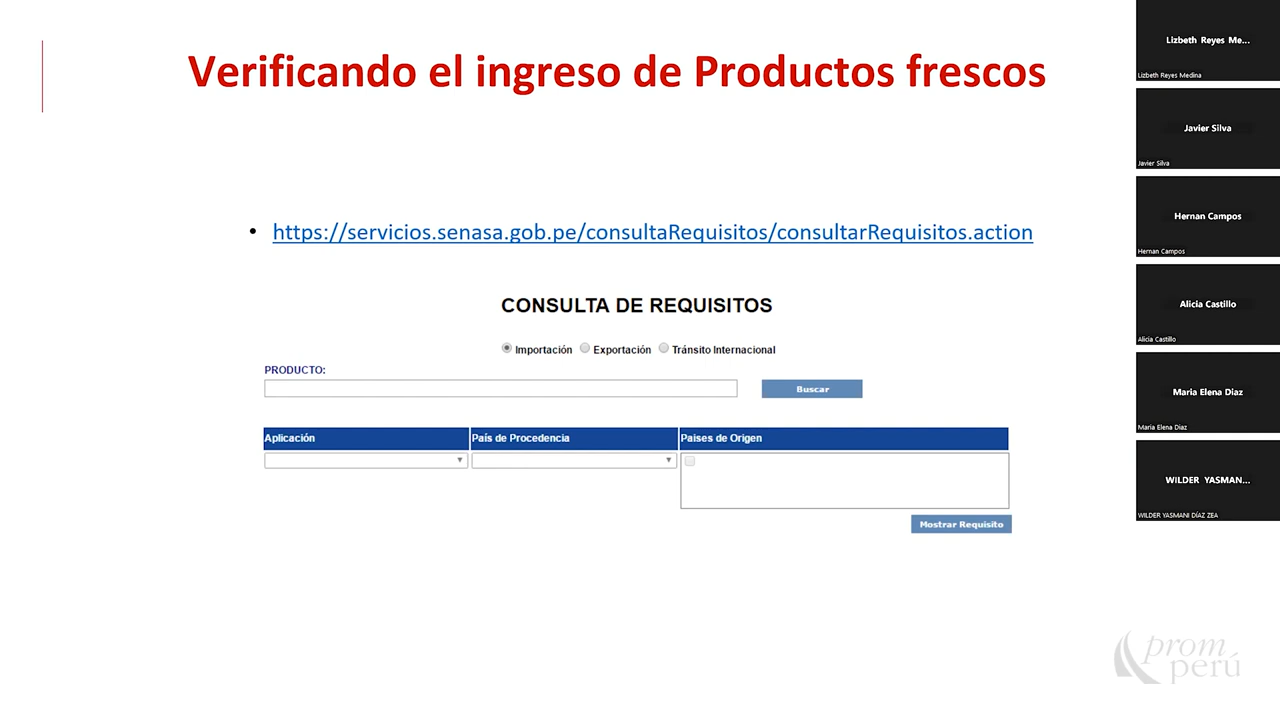 Verificando el ingreso de Productos frescos
• https://servicios.senasa.gob.pe/consultaRequisitos/consultarRequisitos.action
CONSULTA DE REQUISITOS
Importación Exportación Tránsito Internacional
PRODUCTO:
Buscar
Aplicación País de Procedencia Paises de Origen
Mostrar Requisito
Lizbeth Reyes Me...
Lizbeth Reyes Medina
Javier Silva
Javier Silva
Hernan Campos
Hernan Campos
Alicia Castillo
Alicia Castillo
Maria Elena Diaz
Maria Elena Diaz
WILDER YASMAN...
WILDER YASMANI DÍAZ ZEA
prom
perú